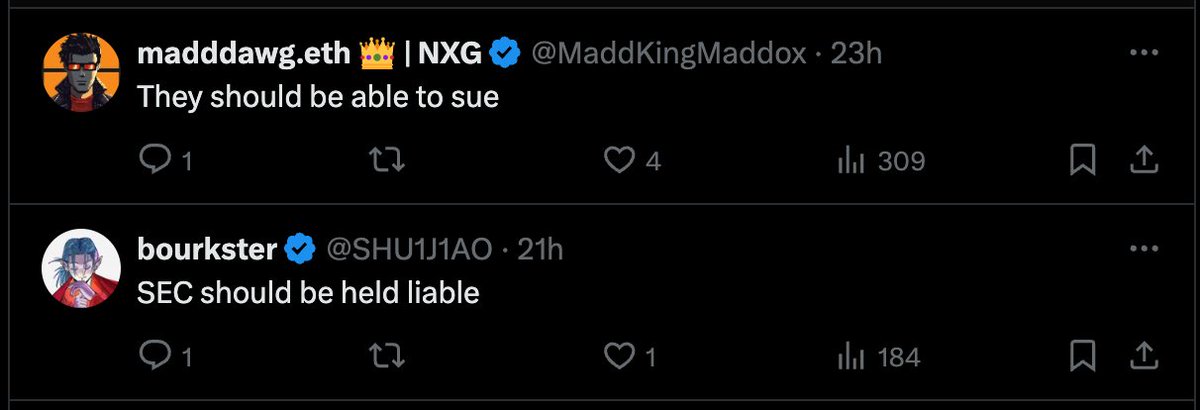 madddawg.eth 👑 | NXG @MaddKingMaddox · 23h
They should be able to sue
1 4 309
bourkster @SHU1J1AO · 21h
SEC should be held liable
1 1 184